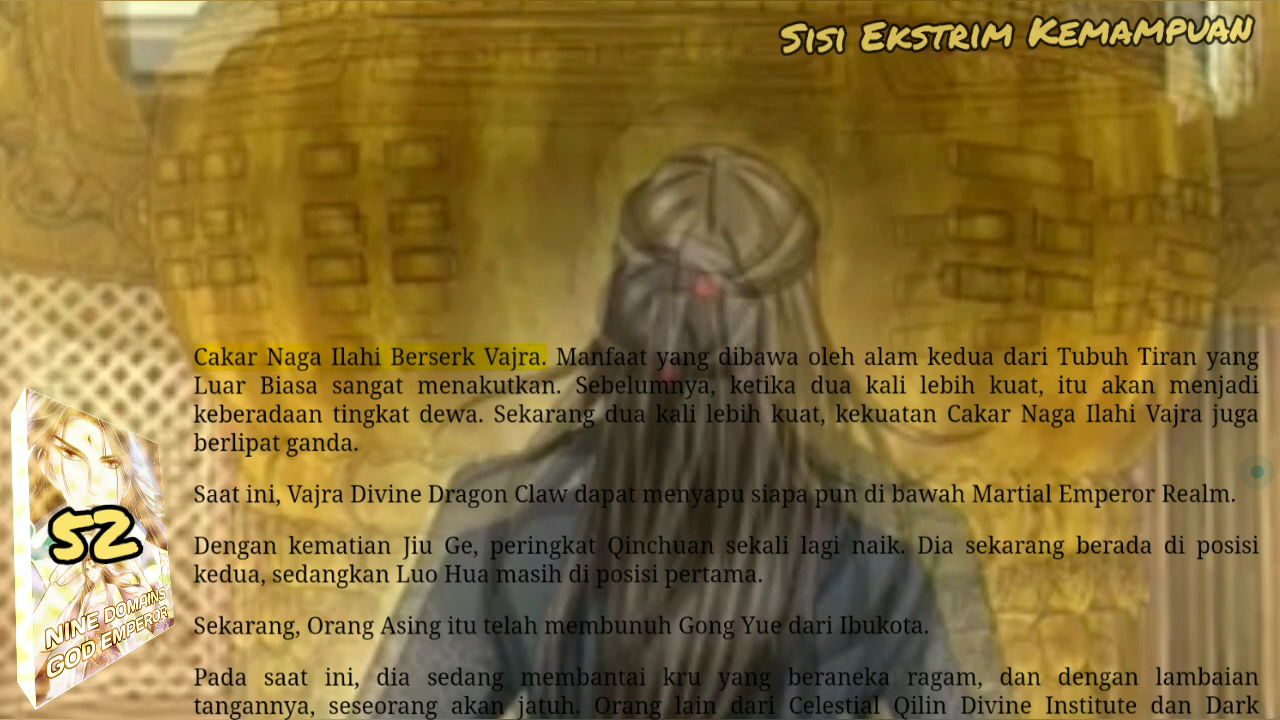 Sisi Ekstrim Kemampuan
Cakar Naga Ilahi Berserk Vajra. Manfaat yang dibawa oleh alam kedua dari Tubuh Tiran yang
Luar Biasa sangat menakutkan. Sebelumnya, ketika dua kali lebih kuat, itu akan menjadi
keberadaan tingkat dewa. Sekarang dua kali lebih kuat, kekuatan Cakar Naga Ilahi Vajra juga
berlipat ganda.
Saat ini, Vajra Divine Dragon Claw dapat menyapu siapa pun di bawah Martial Emperor Realm.
Dengan kematian Jiu Ge, peringkat Qinchuan sekali lagi naik. Dia sekarang berada di posisi
kedua, sedangkan Luo Hua masih di posisi pertama.
Sekarang, Orang Asing itu telah membunuh Gong Yue dari Ibukota.
Pada saat ini, dia sedang membantai kru yang beraneka ragam, dan dengan lambaian
tangannya, seseorang akan jatuh. Orang lain dari Celestial Qilin Divine Institute dan Dark
52
NINE DOMAINS
GOD EMPEROR